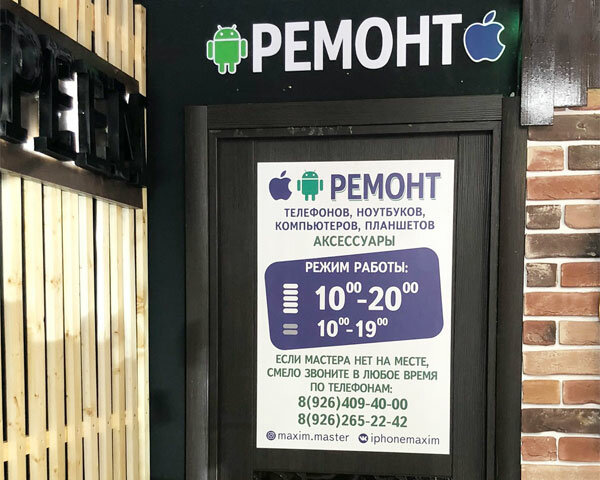 РЕМОНТ
РЕМОНТ
ТЕЛЕФОНОВ, НОУТБУКОВ,
КОМПЬЮТЕРОВ, ПЛАНШЕТОВ
АКСЕССУАРЫ
РЕЖИМ РАБОТЫ:
10⁰⁰-20⁰⁰
10⁰⁰-19⁰⁰
ЕСЛИ МАСТЕРА НЕТ НА МЕСТЕ,
СМЕЛО ЗВОНИТЕ В ЛЮБОЕ ВРЕМЯ
ПО ТЕЛЕФОНАМ:
8(926)409-40-00
8(926)265-22-42
maxim.master iphonemaxim